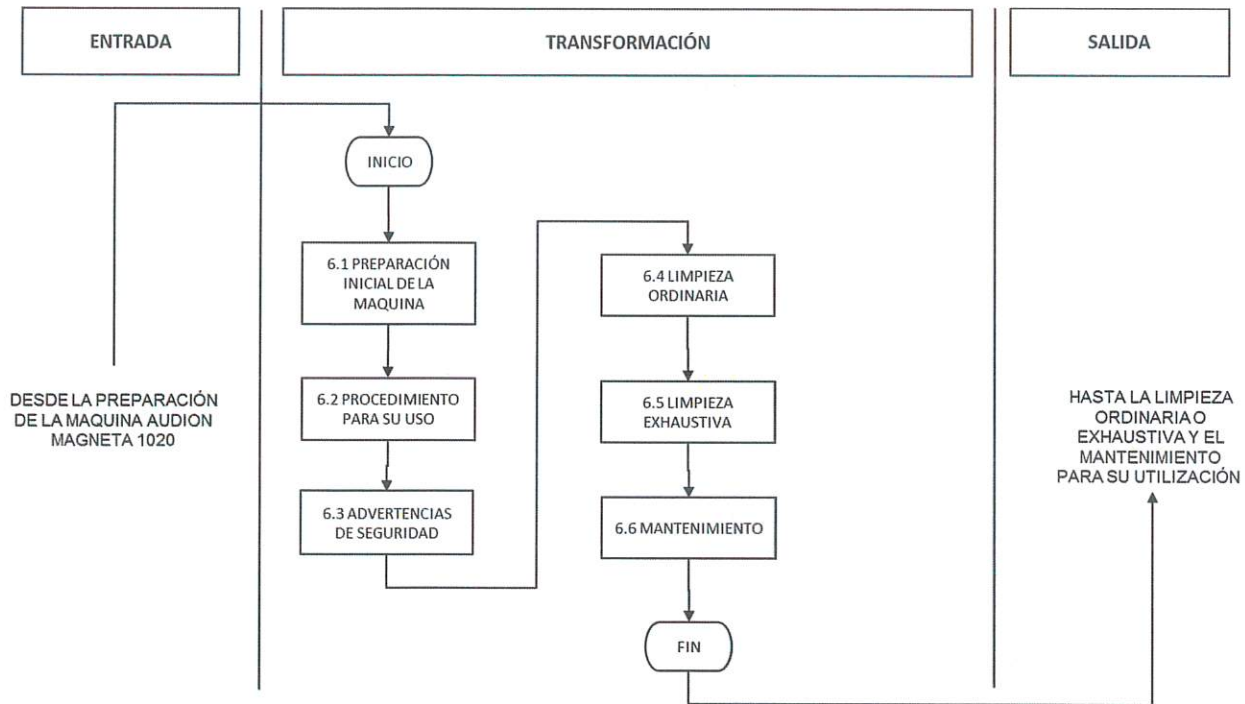 ENTRADA
TRANSFORMACIÓN
SALIDA
INICIO
6.1 PREPARACIÓN
INICIAL DE LA
MAQUINA
6.2 PROCEDIMIENTO
PARA SU USO
6.3 ADVERTENCIAS
DE SEGURIDAD
6.4 LIMPIEZA
ORDINARIA
6.5 LIMPIEZA
EXHAUSTIVA
6.6 MANTENIMIENTO
FIN
DESDE LA PREPARACIÓN
DE LA MAQUINA AUDION
MAGNETA 1020
HASTA LA LIMPIEZA
ORDINARIA O
EXHAUSTIVA Y EL
MANTENIMIENTO
PARA SU UTILIZACIÓN